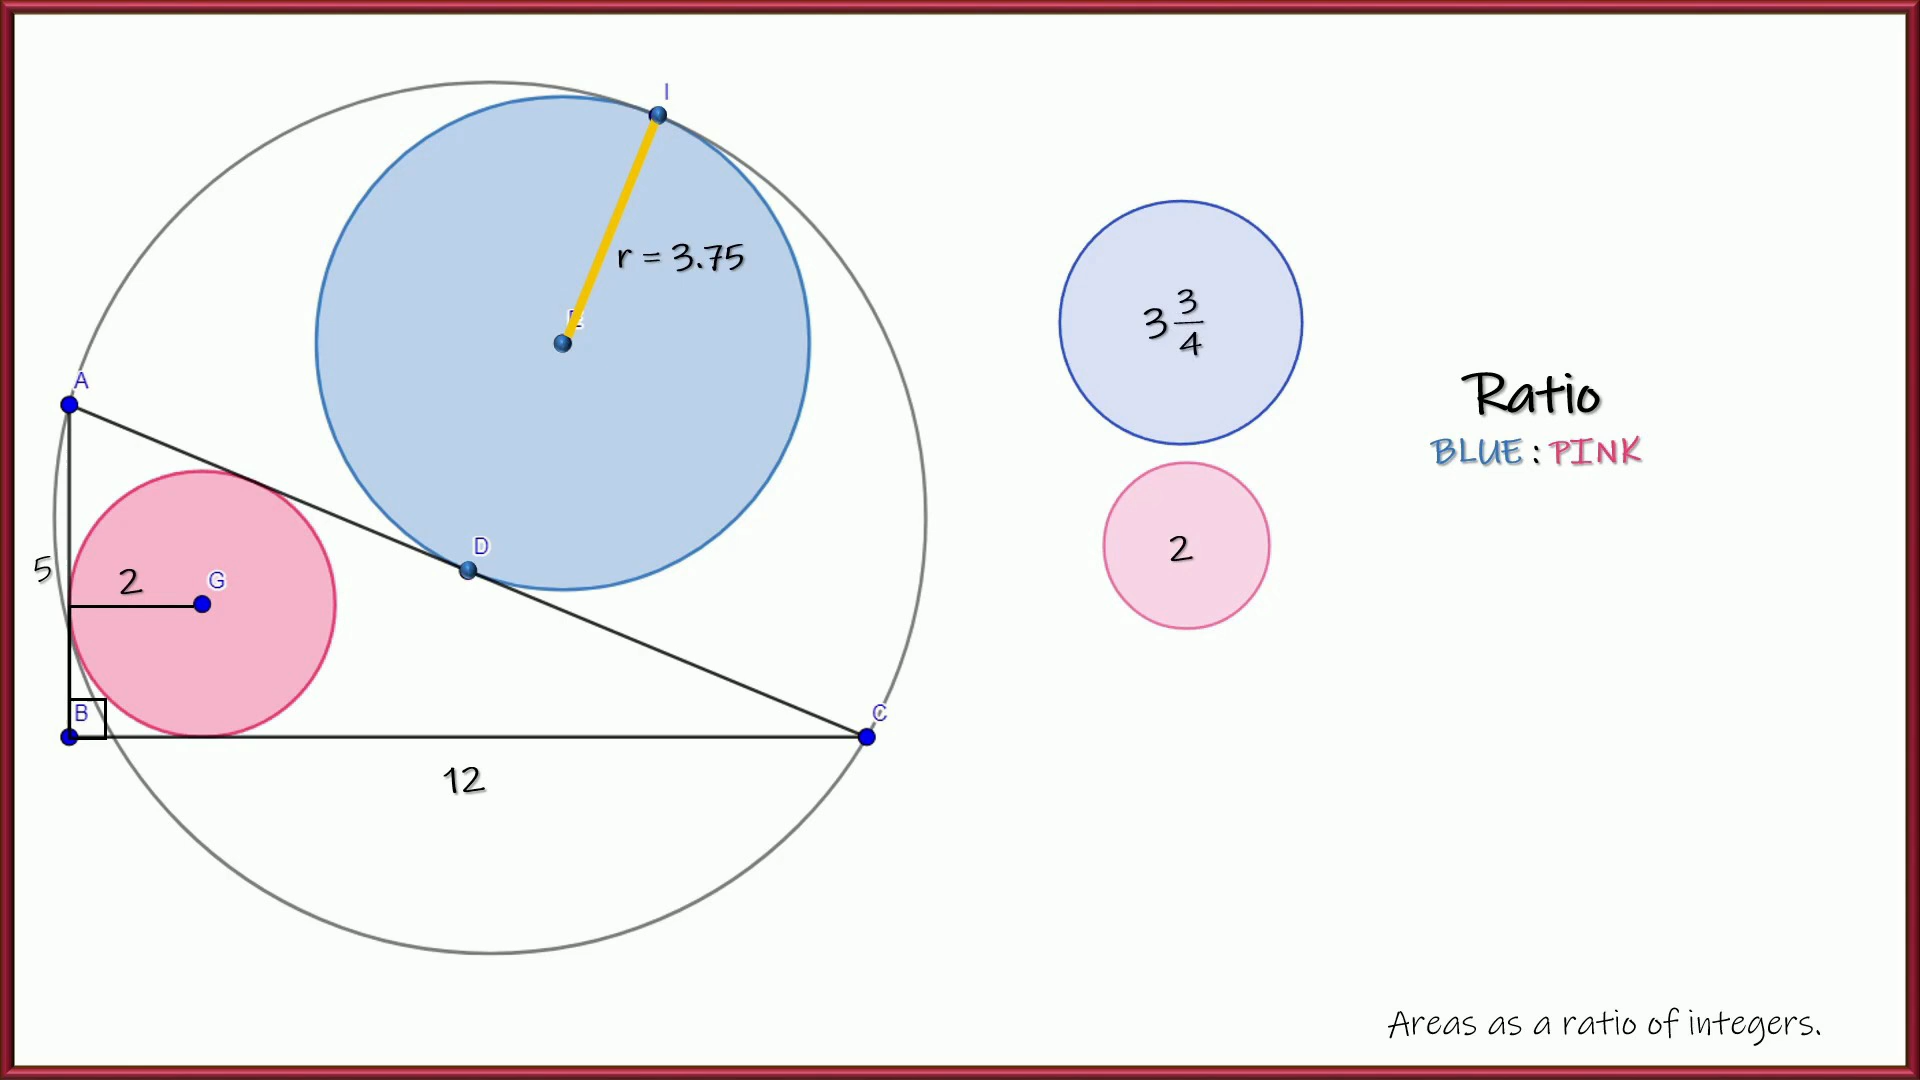 I
r = 3.75
A
D
5
2
G
B
C
12
3 3/4
2
Ratio
BLUE : PINK
Areas as a ratio of integers.